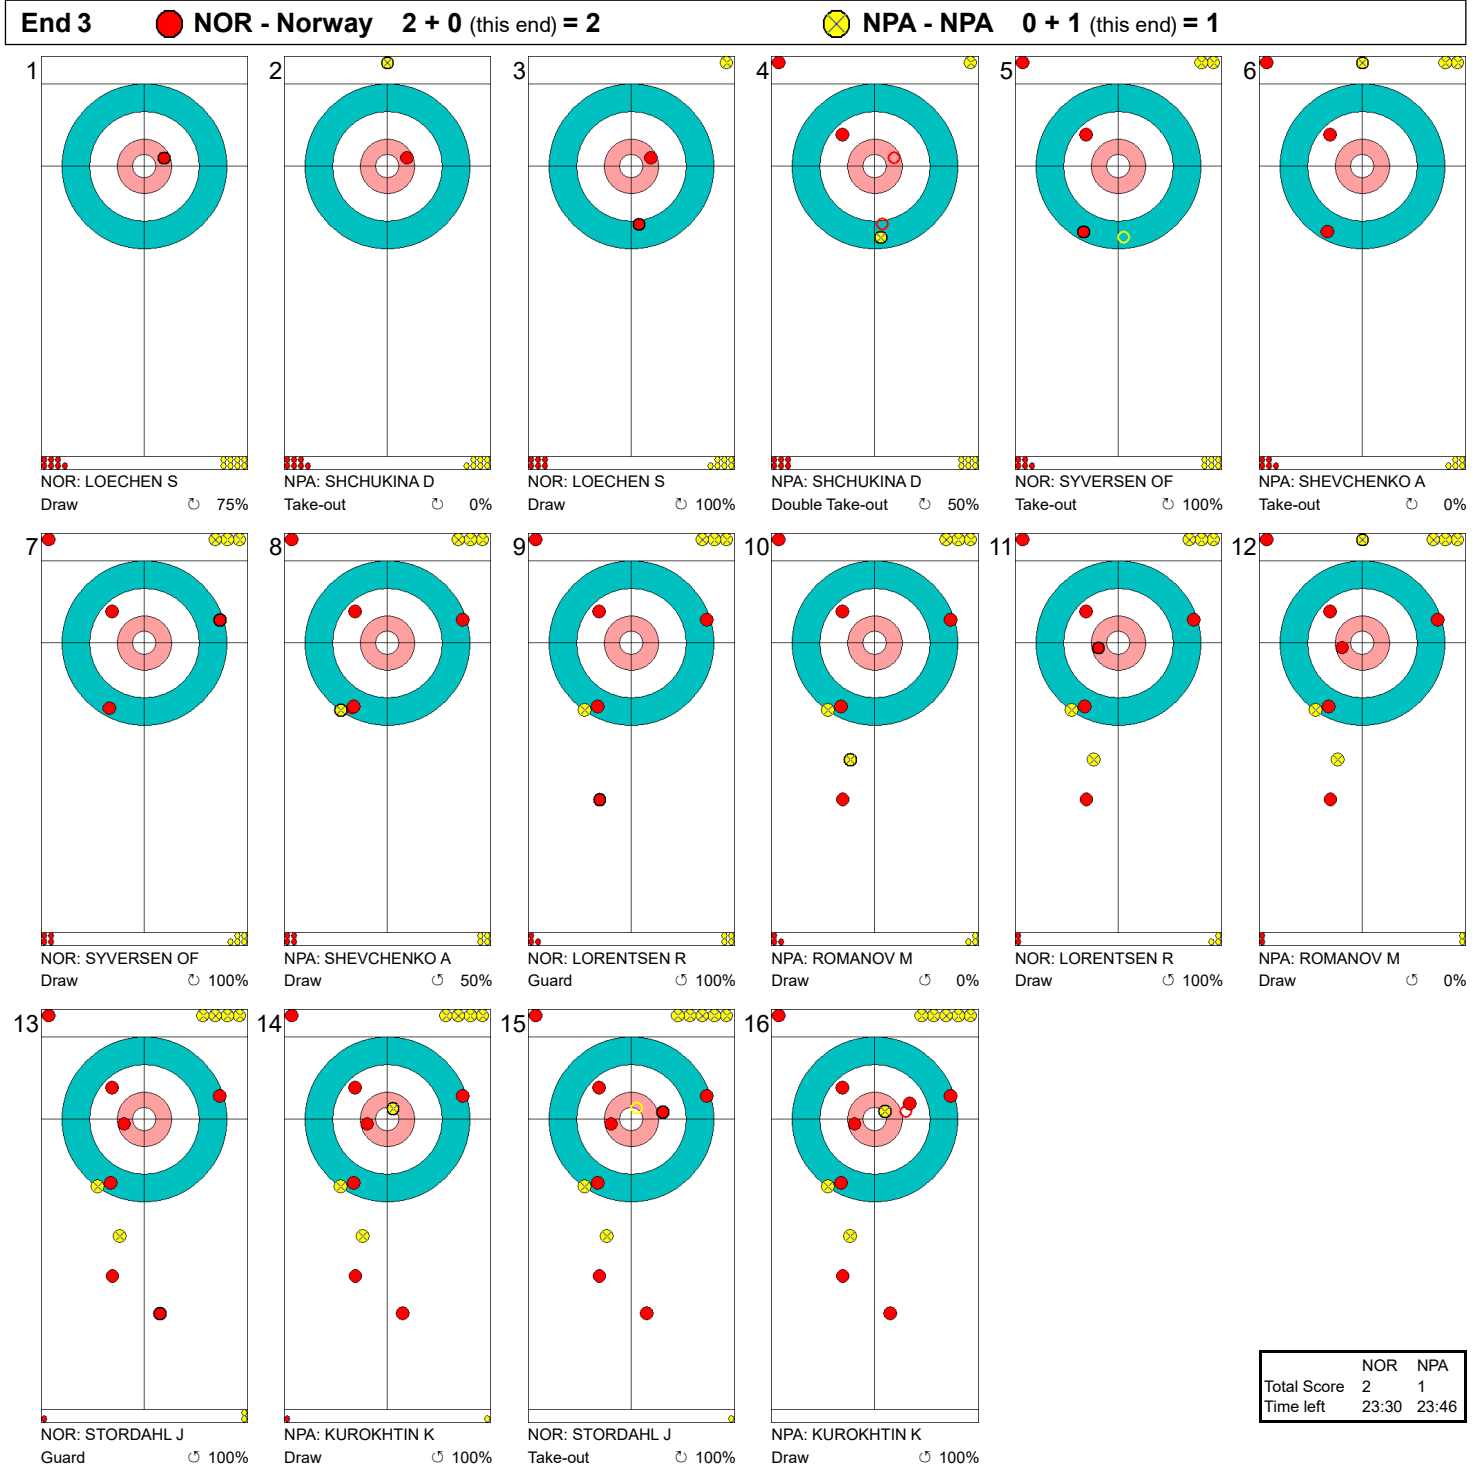 End 3 NOR - Norway 2 + 0 (this end) = 2 NPA - NPA 0 + 1 (this end) = 1
1 2 3 4 5 6
NOR: LOECHEN S NPA: SHCHUKINA D NOR: LOECHEN S NPA: SHCHUKINA D NOR: SYVERSEN OF NPA: SHEVCHENKO A
Draw ↻ 75% Take-out ↻ 0% Draw ↻ 100% Double Take-out ↻ 50% Take-out ↻ 100% Take-out ↻ 0%
7 8 9 10 11 12
NOR: SYVERSEN OF NPA: SHEVCHENKO A NOR: LORENTSEN R NPA: ROMANOV M NOR: LORENTSEN R NPA: ROMANOV M
Draw ↻ 100% Draw ↺ 50% Guard ↺ 100% Draw ↺ 0% Draw ↺ 100% Draw ↺ 0%
13 14 15 16
NOR: STORDAHL J NPA: KUROKHTIN K NOR: STORDAHL J NPA: KUROKHTIN K
Guard ↺ 100% Draw ↺ 100% Take-out ↻ 100% Draw ↺ 100%
NOR NPA
Total Score 2 1
Time left 23:30 23:46